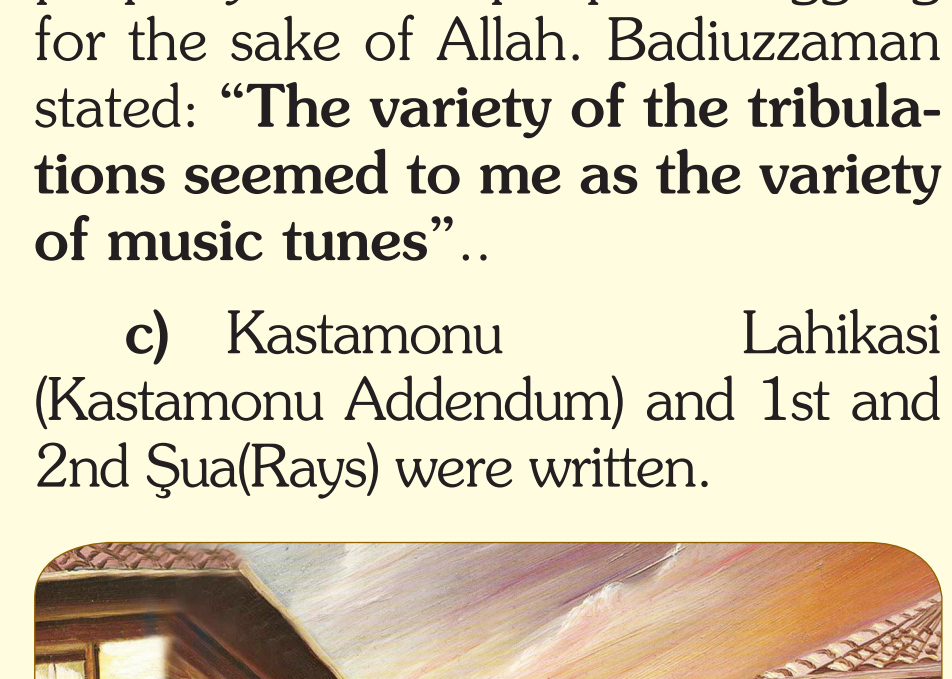 for the sake of Allah. Badiuzzaman
stated: “The variety of the tribula-
tions seemed to me as the variety
of music tunes”..
c) Kastamonu Lahikasi
(Kastamonu Addendum) and 1st and
2nd Şua(Rays) were written.